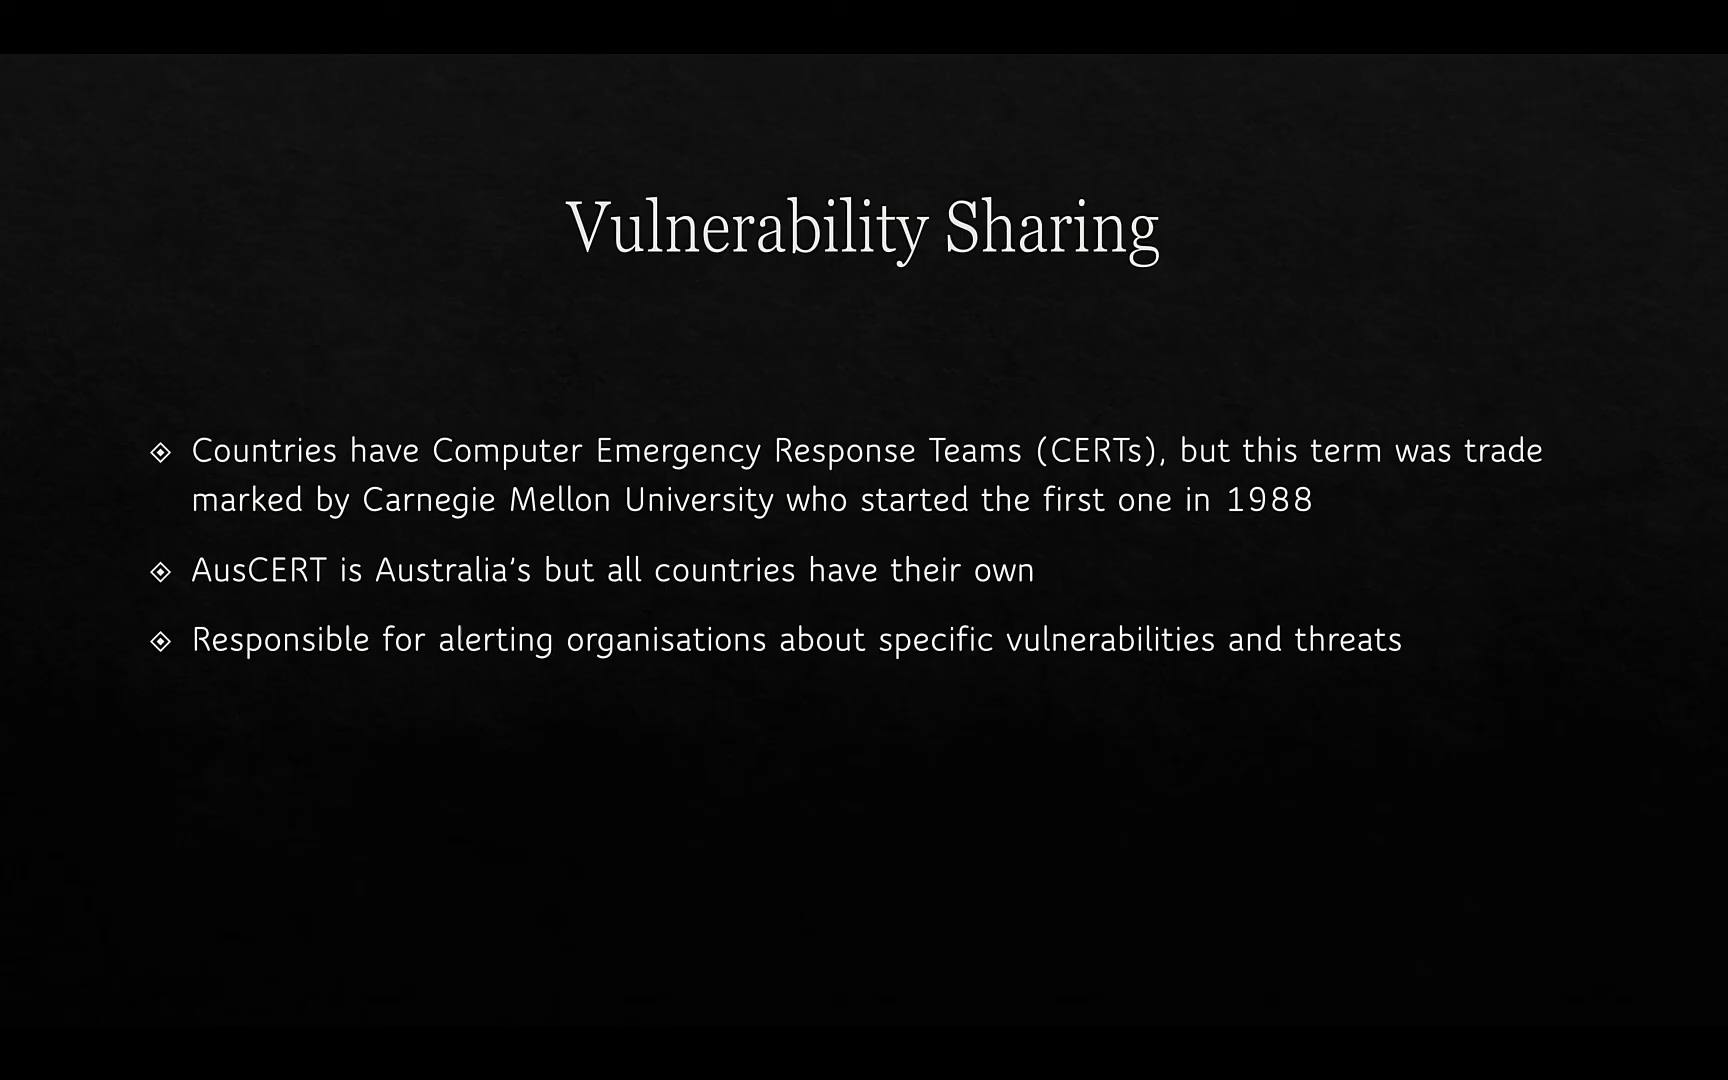 Vulnerability Sharing
Countries have Computer Emergency Response Teams (CERTs), but this term was trade
marked by Carnegie Mellon University who started the first one in 1988
AusCERT is Australia’s but all countries have their own
Responsible for alerting organisations about specific vulnerabilities and threats